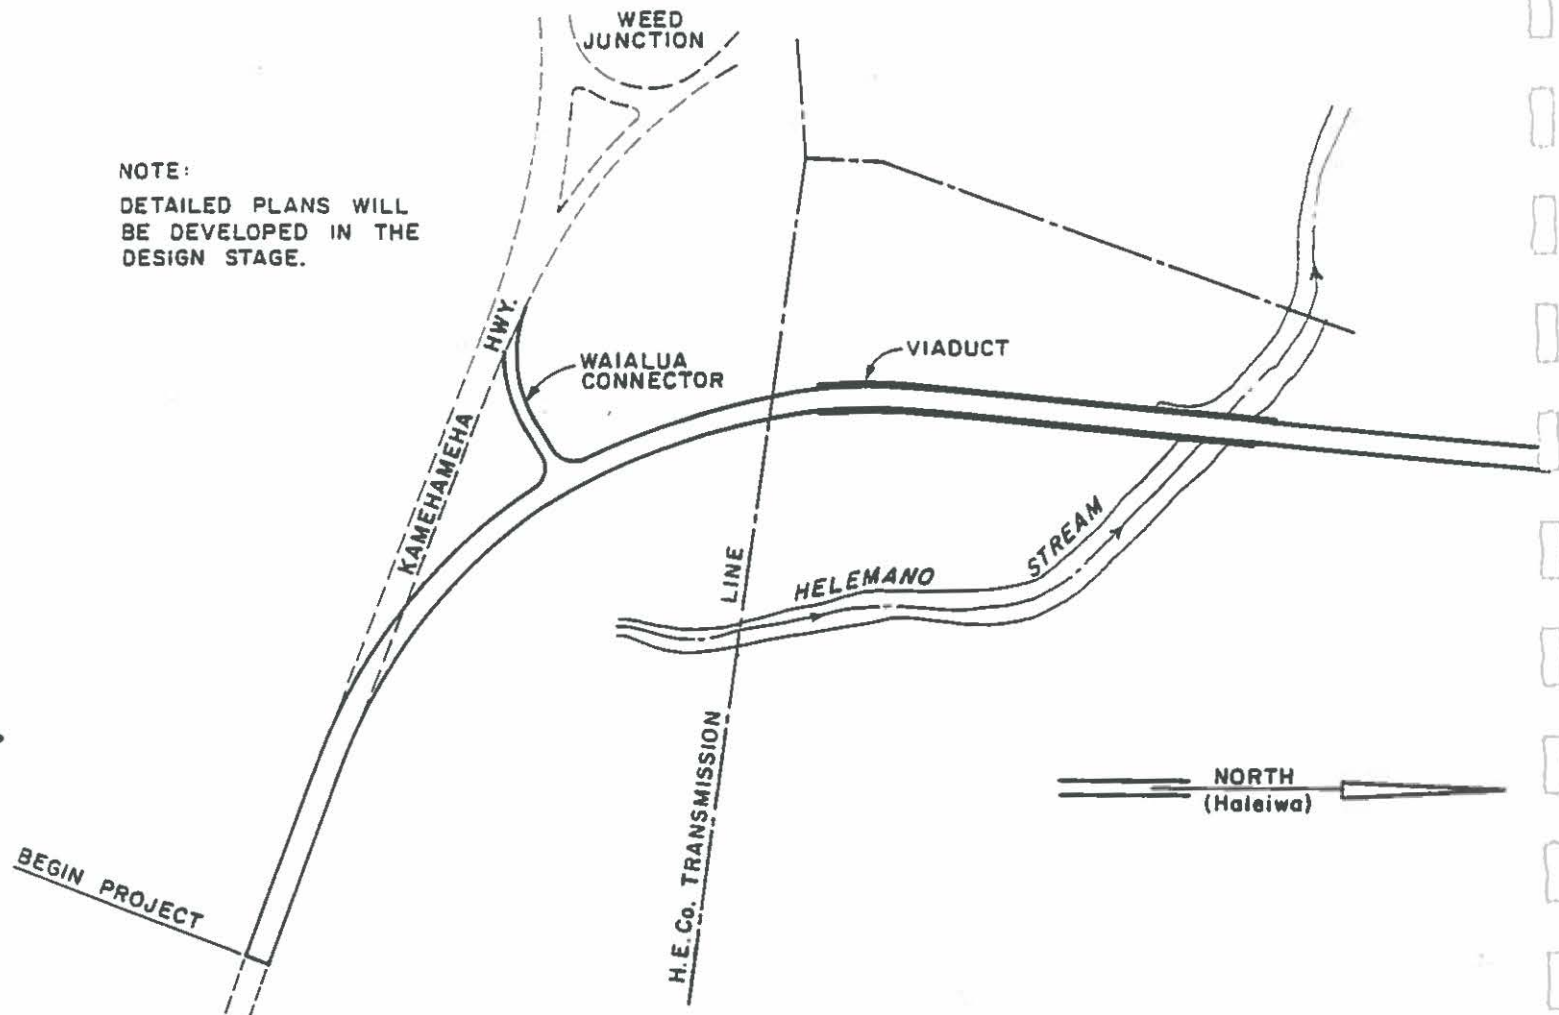 WEED
JUNCTION
NOTE:
DETAILED PLANS WILL
BE DEVELOPED IN THE
DESIGN STAGE.
KAMEHAMEHA HWY.
WAIALUA
CONNECTOR
VIADUCT
HELEMANO STREAM
H.E.Co. TRANSMISSION LINE
NORTH
(Haleiwa)
BEGIN PROJECT